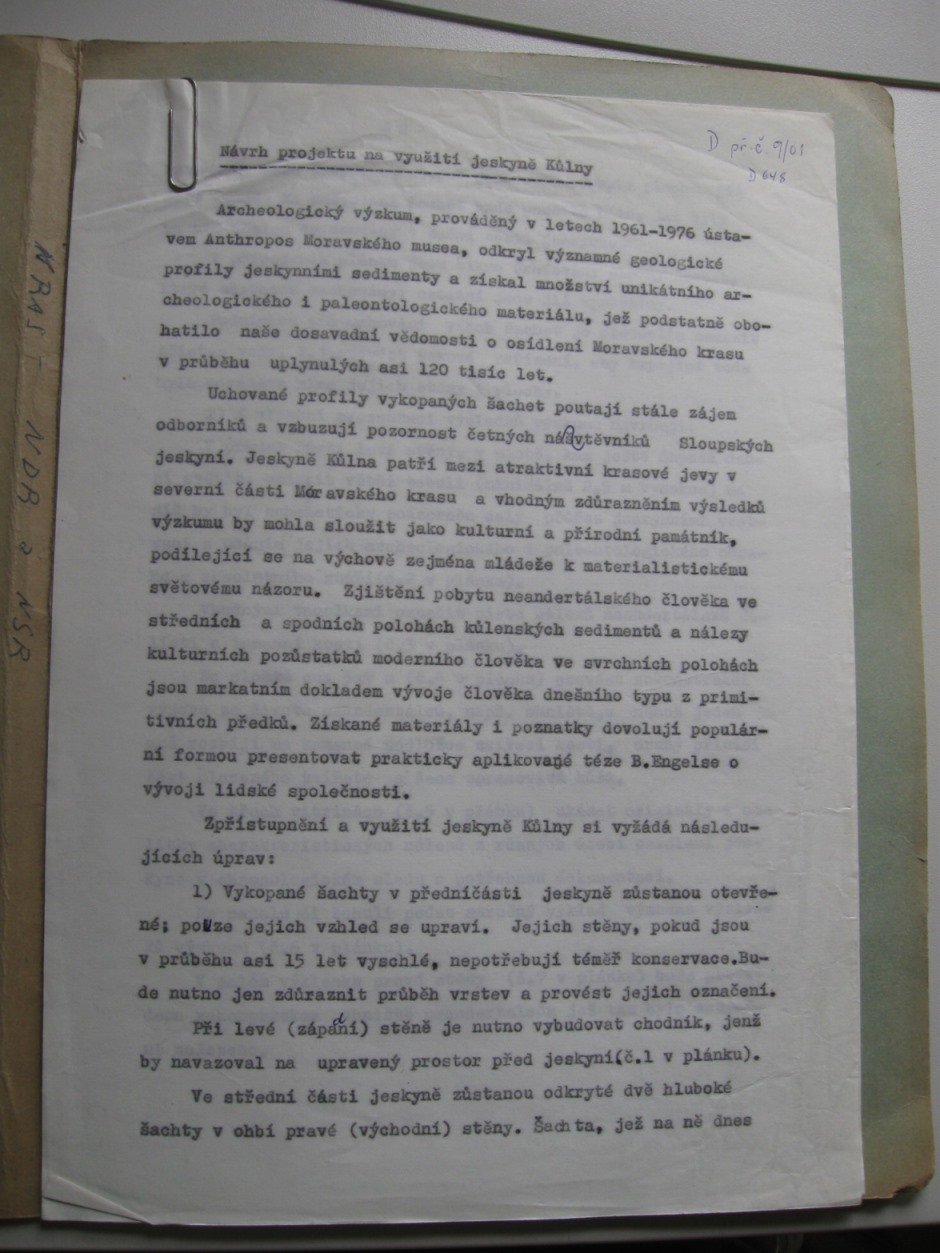 D př. č. 9/01
D 648
Návrh projektu na využití jeskyně Kůlny
Archeologický výzkum, prováděný v letech 1961-1976 ústa-
vem Anthropos Moravského musea, odkryl významné geologické
profily jeskynními sedimenty a získal množství unikátního ar-
cheologického i paleontologického materiálu, jež podstatně obo-
hatilo naše dosavadní vědomosti o osídlení Moravského krasu
v průběhu uplynulých asi 120 tisíc let.
Uchované profily vykopaných šachet poutají stále zájem
odborníků a vzbuzují pozornost četných násvtěvníků Sloupských
jeskyní. Jeskyně Kůlna patří mezi atraktivní krasové jevy v
severní části Moravského krasu a vhodným zdůrazněním výsledků
výzkumu by mohla sloužit jako kulturní a přírodní památník,
podílející se na výchově zejména mládeže k materialistickému
světovému názoru. Zjištění pobytu neandertálského člověka ve
středních a spodních polohách kůlenských sedimentů a nálezy
kulturních pozůstatků moderního člověka ve svrchních polohách
jsou markatním dokladem vývoje člověka dnešního typu z primi-
tivních předků. Získané materiály i poznatky dovolují populár-
ní formou presentovat prakticky aplikované téze B.Engelse o
vývoji lidské společnosti.
Zpřístupnění a využití jeskyně Kůlny si vyžádá následu-
jících úprav:
1) Vykopané šachty v předníčásti jeskyně zůstanou otevře-
né; pouze jejich vzhled se upraví. Jejich stěny, pokud jsou
v průběhu asi 15 let vyschlé, nepotřebují téměř konservace.Bu-
de nutno jen zdůraznit průběh vrstev a provést jejich označení.
Při levé (západní) stěně je nutno vybudovat chodník, jenž
by navazoval na upravený prostor před jeskyní(č.1 v plánku).
Ve střední části jeskyně zůstanou odkryté dvě hluboké
šachty v ohbí pravé (východní) stěny. Šachta, jež na ně dnes
NRAS - NDR a NSR